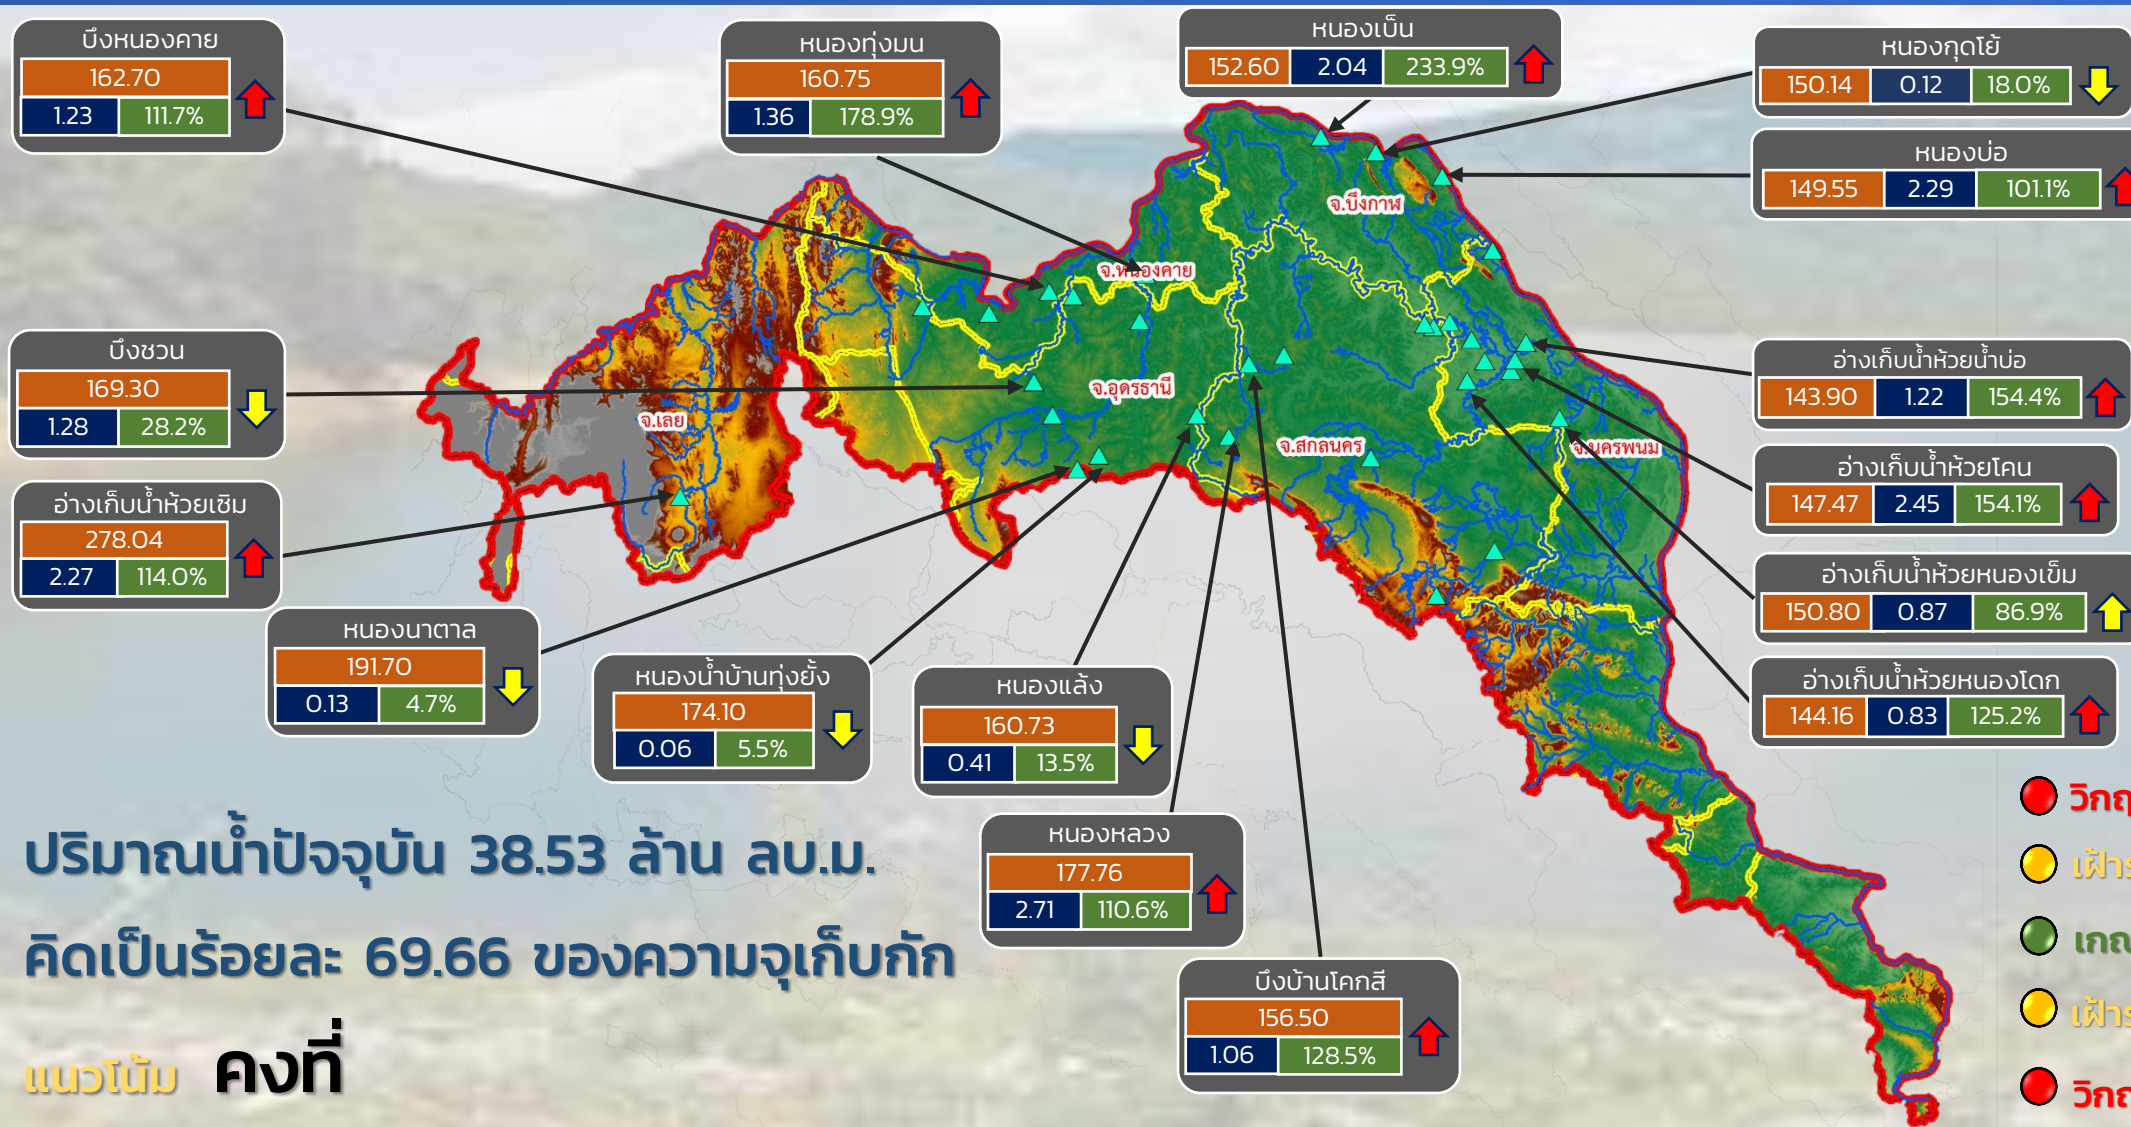 บึงหนองคาย
162.70
1.23 111.7%
หนองทุ่งมน
160.75
1.36 178.9%
หนองเบ็น
152.60 2.04 233.9%
หนองกุดโย้
150.14 0.12 18.0%
หนองบ่อ
149.55 2.29 101.1%
จ.บึงกาฬ
จ.หนองคาย
บึงชวน
169.30
1.28 28.2%
จ.อุดรธานี
จ.เลย
จ.สกลนคร
จ.นครพนม
อ่างเก็บน้ำห้วยน้ำบ่อ
143.90 1.22 154.4%
อ่างเก็บน้ำห้วยโคน
147.47 2.45 154.1%
อ่างเก็บน้ำห้วยเซิม
278.04
2.27 114.0%
อ่างเก็บน้ำห้วยหนองเข็ม
150.80 0.87 86.9%
หนองนาตาล
191.70
0.13 4.7%
หนองน้ำบ้านทุ่งยั้ง
174.10
0.06 5.5%
หนองแล้ง
160.73
0.41 13.5%
อ่างเก็บน้ำห้วยหนองโดก
144.16 0.83 125.2%
หนองหลวง
177.76
2.71 110.6%
บึงบ้านโคกสี
156.50
1.06 128.5%
ปริมาณน้ำปัจจุบัน 38.53 ล้าน ลบ.ม.
คิดเป็นร้อยละ 69.66 ของความจุเก็บกัก
แนวโน้ม คงที่